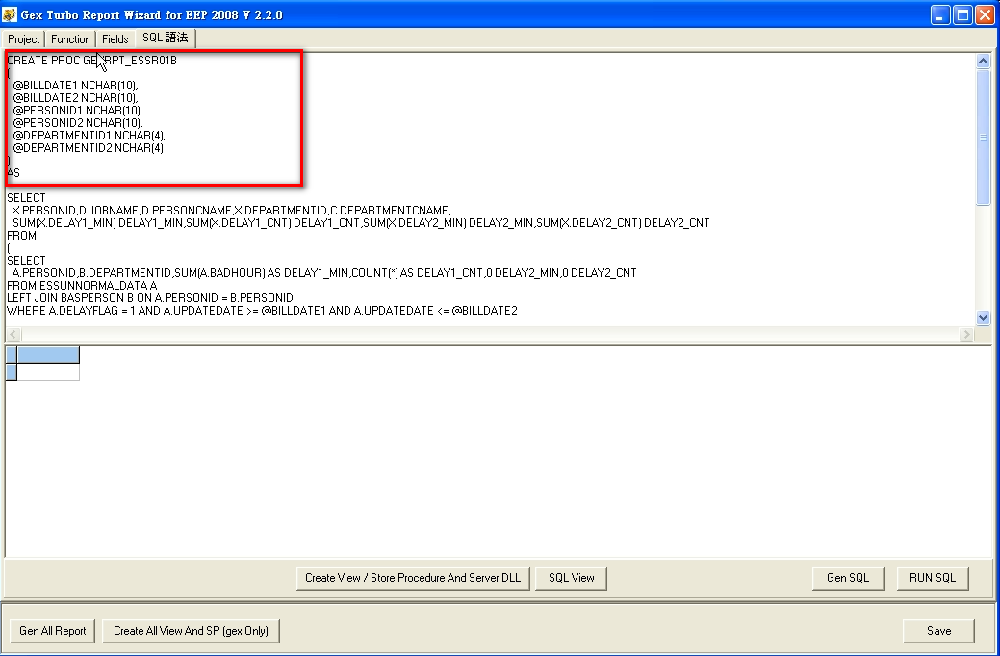 Gex Turbo Report Wizard for EEP 2008 V 2.2.0
Project Function Fields SQL 語法
CREATE PROC RPT_ESSR01B
(
@BILLDATE1 NCHAR(10),
@BILLDATE2 NCHAR(10),
@PERSONID1 NCHAR(10),
@PERSONID2 NCHAR(10),
@DEPARTMENTID1 NCHAR(4),
@DEPARTMENTID2 NCHAR(4)
)
AS
SELECT
X.PERSONID,D.JOBNAME,D.PERSONCNAME,X.DEPARTMENTID,C.DEPARTMENTCNAME,
SUM(X.DELAY1_MIN) DELAY1_MIN,SUM(X.DELAY1_CNT) DELAY1_CNT,SUM(X.DELAY2_MIN) DELAY2_MIN,SUM(X.DELAY2_CNT) DELAY2_CNT
FROM
(
SELECT
A.PERSONID,B.DEPARTMENTID,SUM(A.BADHOUR) AS DELAY1_MIN,COUNT(*) AS DELAY1_CNT,0 DELAY2_MIN,0 DELAY2_CNT
FROM ESSUNNORMALDATA A
LEFT JOIN BASPERSON B ON A.PERSONID = B.PERSONID
WHERE A.DELAYFLAG = 1 AND A.UPDATEDATE >= @BILLDATE1 AND A.UPDATEDATE <= @BILLDATE2
Create View / Store Procedure And Server DLL SQL View Gen SQL RUN SQL
Gen All Report Create All View And SP (gex Only) Save